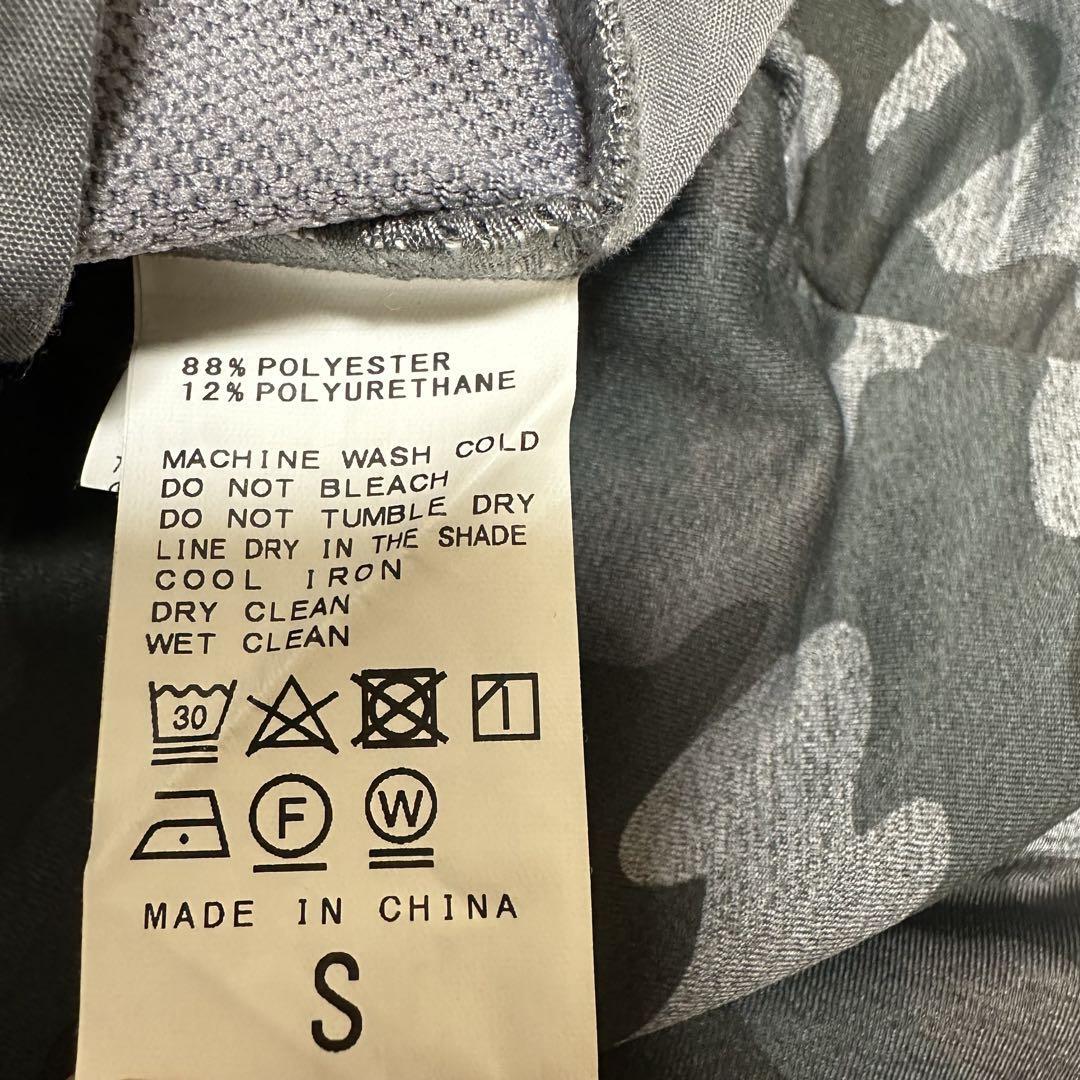 88% POLYESTER
12% POLYURETHANE
MACHINE WASH COLD
DO NOT BLEACH
DO NOT TUMBLE DRY
LINE DRY IN THE SHADE
COOL IRON
DRY CLEAN
WET CLEAN
30
F W
MADE IN CHINA
S